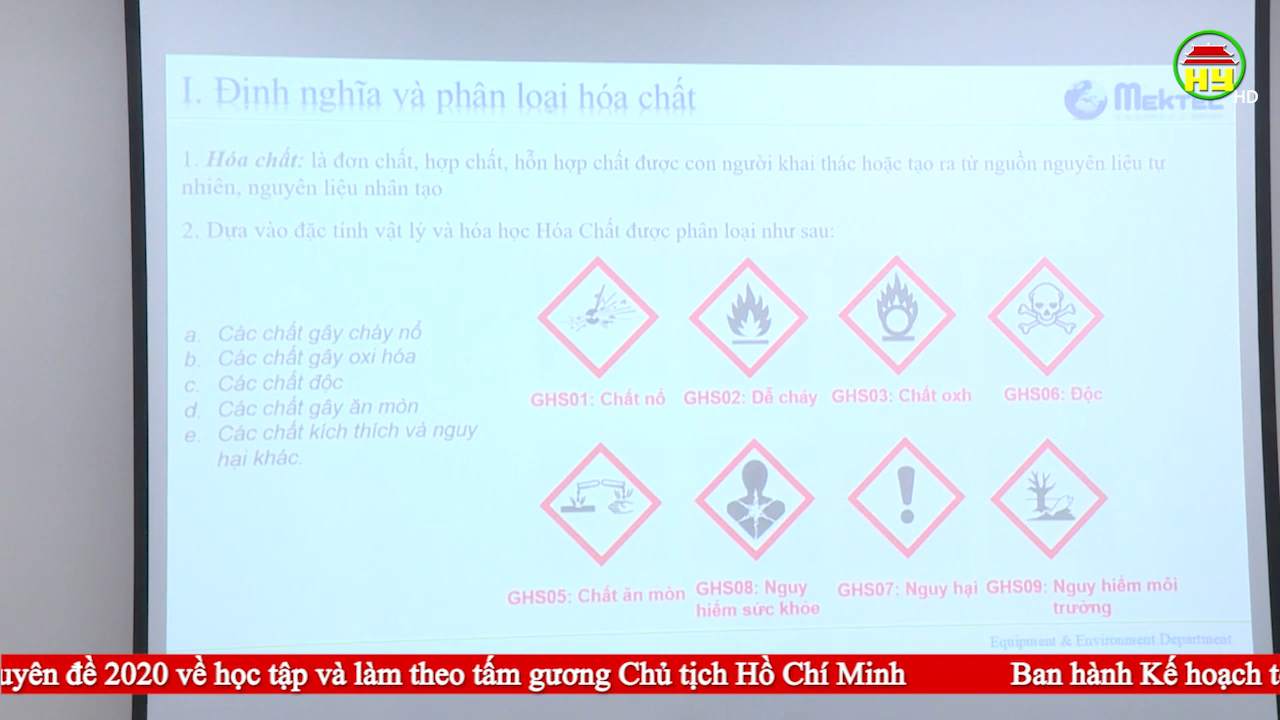 HY
HD
I. Định nghĩa và phân loại hóa chất
MEKTEC
1. Hóa chất: là đơn chất, hợp chất, hỗn hợp chất được con người khai thác hoặc tạo ra từ nguồn nguyên liệu tự
nhiên, nguyên liệu nhân tạo
2. Dựa vào đặc tính vật lý và hóa học Hóa Chất được phân loại như sau:
a. Các chất gây cháy nổ
b. Các chất gây oxi hóa
c. Các chất đôc
d. Các chất gây ăn mòn
e. Các chất kích thích và nguy
hại khác.
GHS01: Chất nổ
GHS02: Dễ cháy
GHS03: Chất oxh
GHS06: Độc
GHS05: Chất ăn mòn
GHS08: Nguy
hiểm sức khỏe
GHS07: Nguy hại
GHS09: Nguy hiểm môi
trường
Equipment & Environment Department
uyên đề 2020 về học tập và làm theo tấm gương Chủ tịch Hồ Chí Minh
Ban hành Kế hoạch t